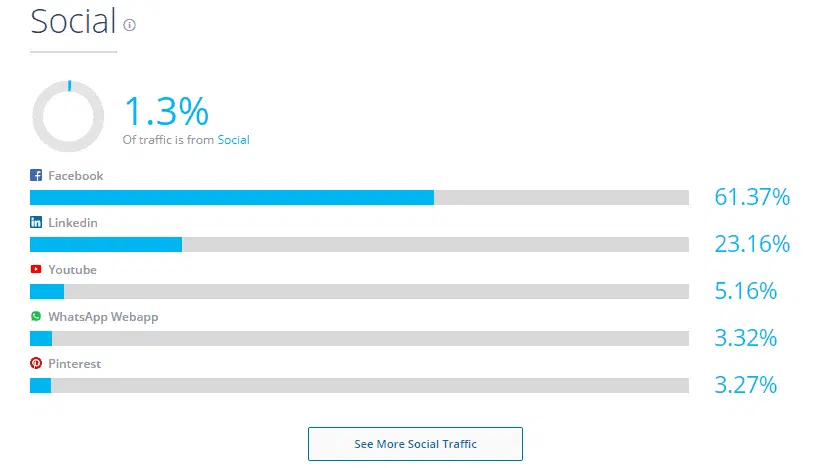 Social
1.3%
Of traffic is from Social
Facebook
61.37%
Linkedin
23.16%
Youtube
5.16%
WhatsApp Webapp
3.32%
Pinterest
3.27%
See More Social Traffic